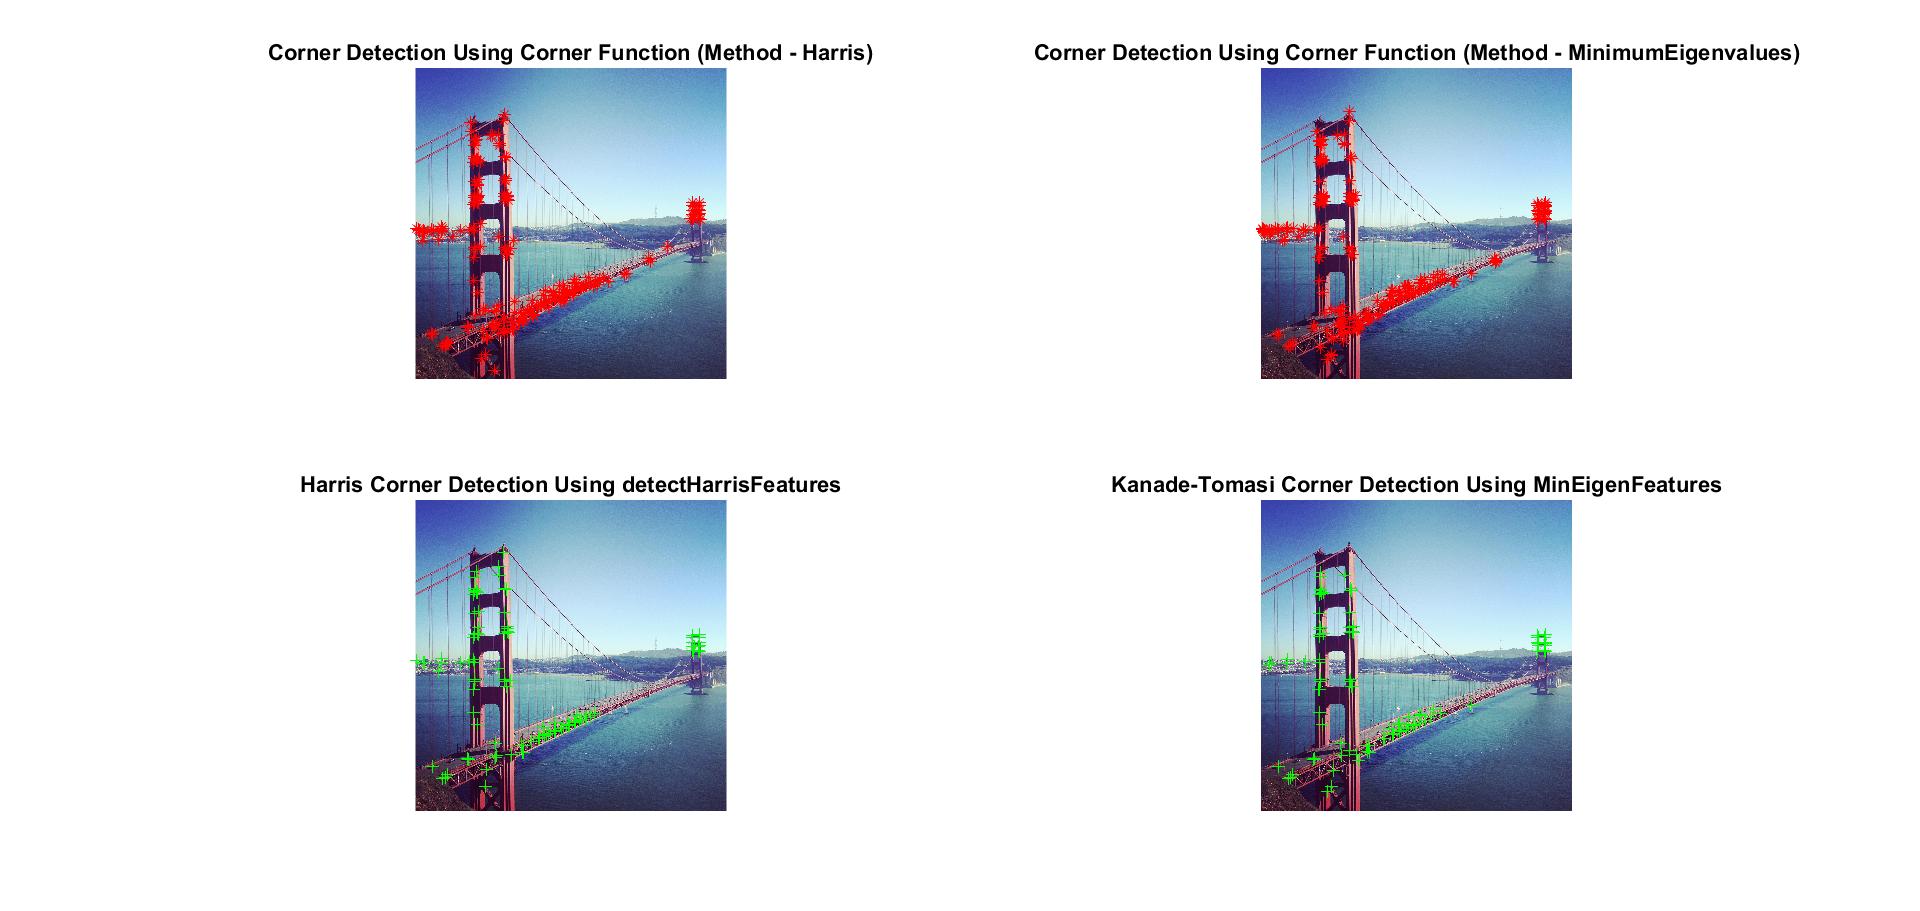 Corner Detection Using Corner Function (Method - Harris)
Corner Detection Using Corner Function (Method - MinimumEigenvalues)
Harris Corner Detection Using detectHarrisFeatures
Kanade-Tomasi Corner Detection Using MinEigenFeatures